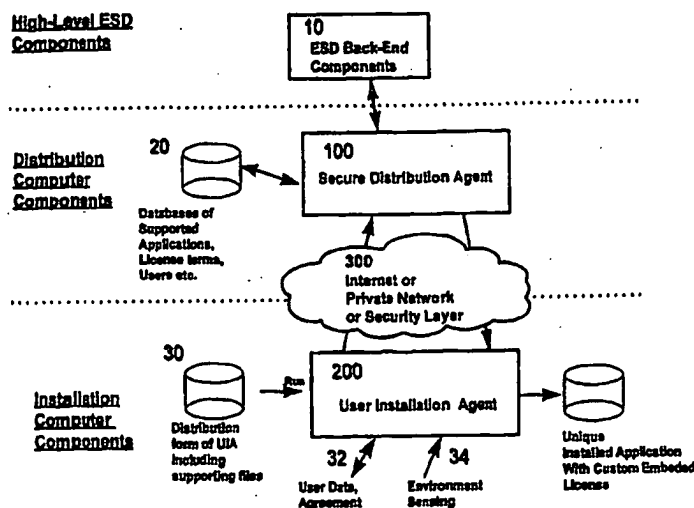 High-Level ESD
Components
10
ESD Back-End
Components
Distribution
Computer
Components
20
Databases of
Supported
Applications,
License terms,
Users etc.
100
Secure Distribution Agent
300
Internet or
Private Network
or Security Layer
Installation
Computer
Components
30
Distribution
form of UIA
including
supporting files
Run
200
User Installation Agent
32
User Data,
Agreement
34
Environment
Sensing
Unique
Installed Application
With Custom Embeded
License